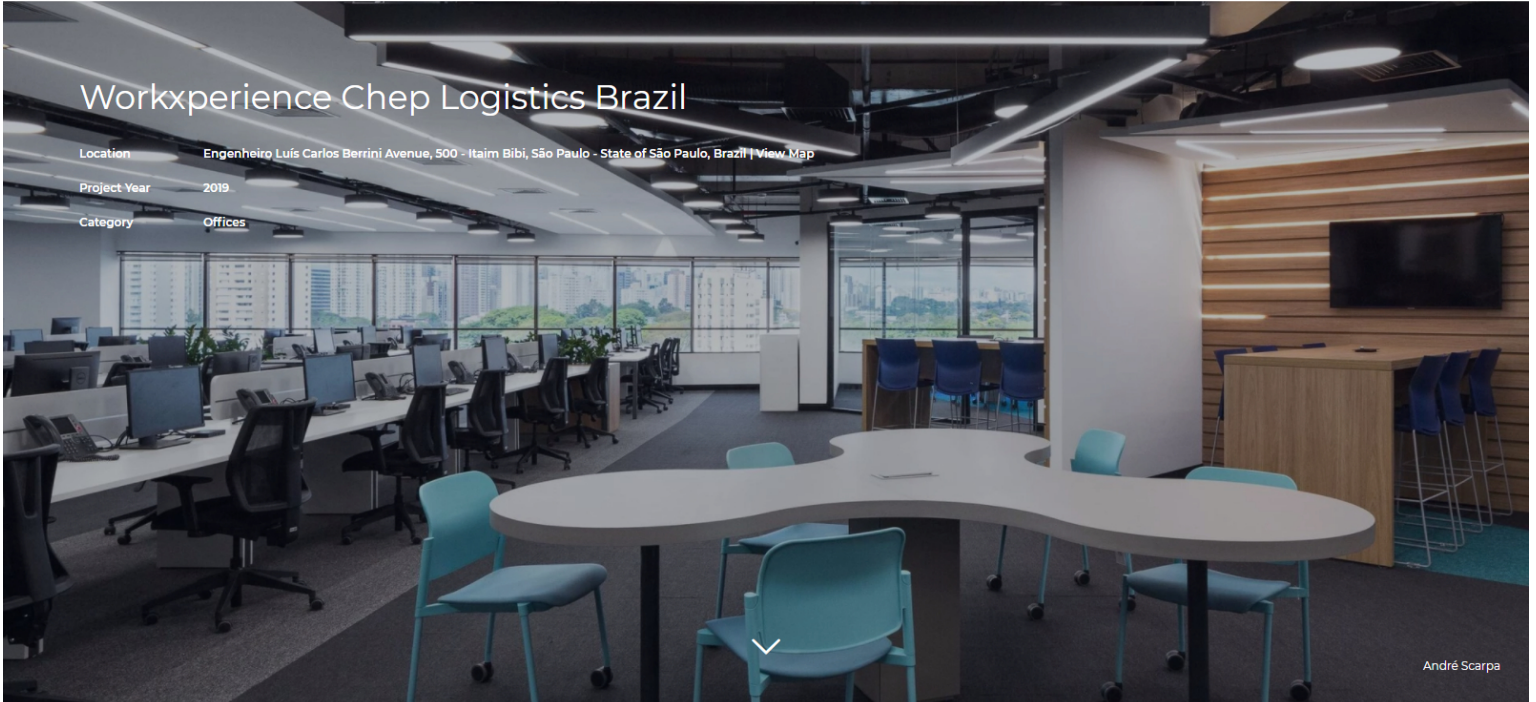 Workxperience Chep Logistics Brazil
Location Engenheiro Luís Carlos Berrini Avenue, 500 - Itaim Bibi, São Paulo - State of São Paulo, Brazil | View Map
Project Year 2019
Category Offices
André Scarpa